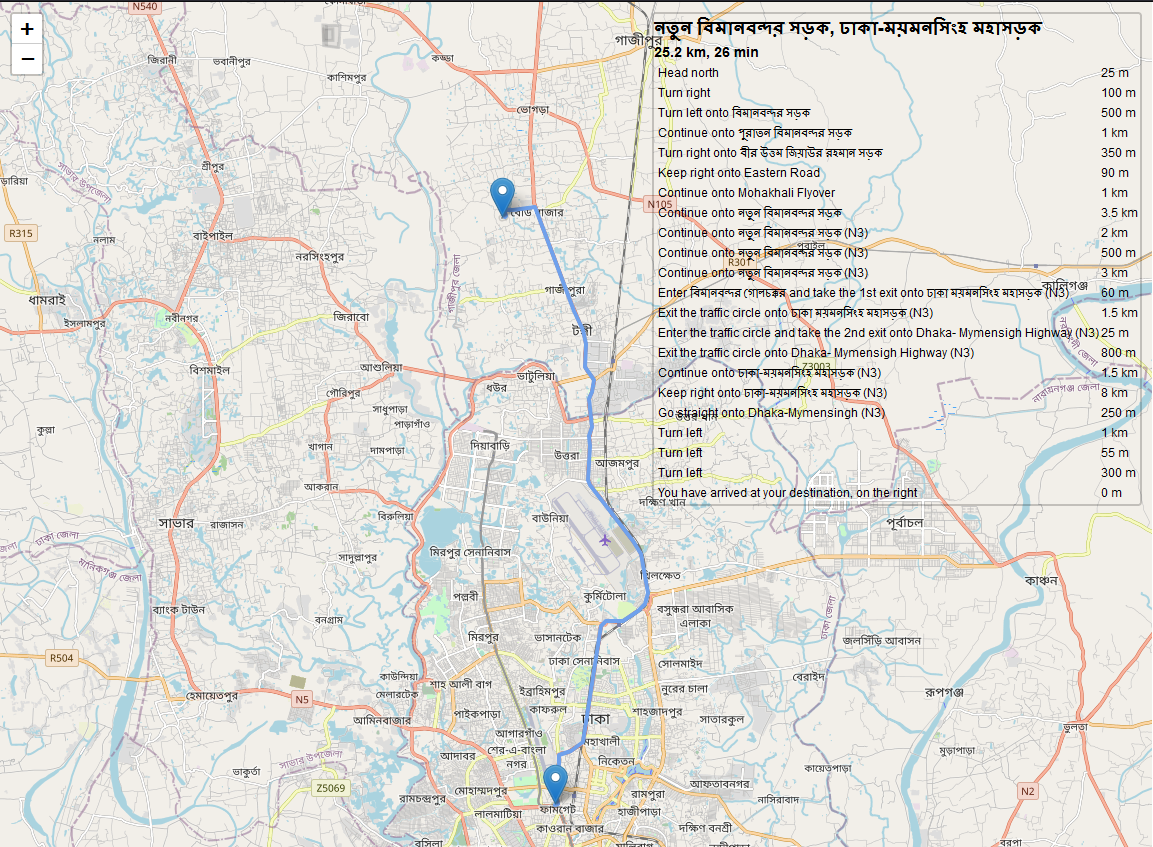 নতুন বিমানবন্দর সড়ক, ঢাকা-ময়মনসিংহ মহাসড়ক
25.2 km, 26 min
Head north 25 m
Turn right 100 m
Turn left onto বিমানবন্দর সড়ক 500 m
Continue onto পুরাতন বিমানবন্দর সড়ক 1 km
Turn right onto বীর উত্তম জিয়াউর রহমান সড়ক 350 m
Keep right onto Eastern Road 90 m
Continue onto Mohakhali Flyover 1 km
Continue onto নতুন বিমানবন্দর সড়ক 3.5 km
Continue onto নতুন বিমানবন্দর সড়ক (N3) 2 km
Continue onto নতুন বিমানবন্দর সড়ক (N3) 500 m
Continue onto নতুন বিমানবন্দর সড়ক (N3) 3 km
Enter বিমানবন্দর গোলচক্কর and take the 1st exit onto ঢাকা ময়মনসিংহ মহাসড়ক (N3) 60 m
Exit the traffic circle onto ঢাকা ময়মনসিংহ মহাসড়ক (N3) 1.5 km
Enter the traffic circle and take the 2nd exit onto Dhaka- Mymensigh Highway (N3) 25 m
Exit the traffic circle onto Dhaka- Mymensigh Highway (N3) 800 m
Continue onto ঢাকা-ময়মনসিংহ মহাসড়ক (N3) 1.5 km
Keep right onto ঢাকা-ময়মনসিংহ মহাসড়ক (N3) 8 km
Go straight onto Dhaka-Mymensingh (N3) 250 m
Turn left 1 km
Turn left 55 m
Turn left 300 m
You have arrived at your destination, on the right 0 m
+
−
N540
গাজীপুর
জিরানী
ভবানীপুর
কড্ডা
কাশিমপুর
ভোগড়া
শ্রীপুর
সাভার উপজেলা
N105
R315
নলাম
বাইপাইল
নরসিংহপুর
পুবাইল
R301
গাজীপুর জেলা
কালিগঞ্জ
ধামরাই
ইসলামপুর
নবীনগর
জিরাবো
গাজীপুরা
টঙ্গী
বিশমাইল
আশুলিয়া
ভাটুলিয়া
ধউর
Z3003
গৌরিপুর
নারায়ণগঞ্জ জেলা
সাধুপাড়া
পাড়াগাঁও
কুল্লা
খাগান
দামপাড়া
দিয়াবাড়ি
উত্তরা
আজমপুর
আকরান
সাভার
রাজাসন
বিরুলিয়া
বাউনিয়া
দক্ষিণ খান
পূর্বাচল
ঢাকা জেলা
মানিকগঞ্জ জেলা
সাদুল্লাপুর
মিরপুর সেনানিবাস
খিলক্ষেত
কাঞ্চন
ব্যাংক টাউন
পল্লবী
কুর্মিটোলা
বসুন্ধরা আবাসিক
এলাকা
ঢাকা জেলা
বনগ্রাম
মিরপুর
ভাসানটেক
জলসিঁড়ি আবাসন
R504
ঢাকা সেনানিবাস
সোলমাইদ
কাউন্দিয়া
শাহ আলী বাগ
বেরাইদ
হেমায়েতপুর
N5
মেলারটেক
ইব্রাহিমপুর
নুরের চালা
রূপগঞ্জ
আমিনবাজার
পাইকপাড়া
কাফরুল
শাহজাদপুর
ঢাকা
সাতারকুল
ভুলতা
আগারগাঁও
মহাখালী
আদাবর
শের-এ-বাংলা
নগর
নিকেতন
মুড়াপাড়া
সাভার উপজেলা
ভাকুর্তা
কায়েতপাড়া
Z5069
আফতাবনগর
N2
রামচন্দ্রপুর
মোহাম্মদপুর
রামপুরা
নাসিরাবাদ
লালমাটিয়া
ফার্মগেট
হাজীপাড়া
কাওরান বাজার
দক্ষিণ বনশ্রী
বসিলা
বরপা